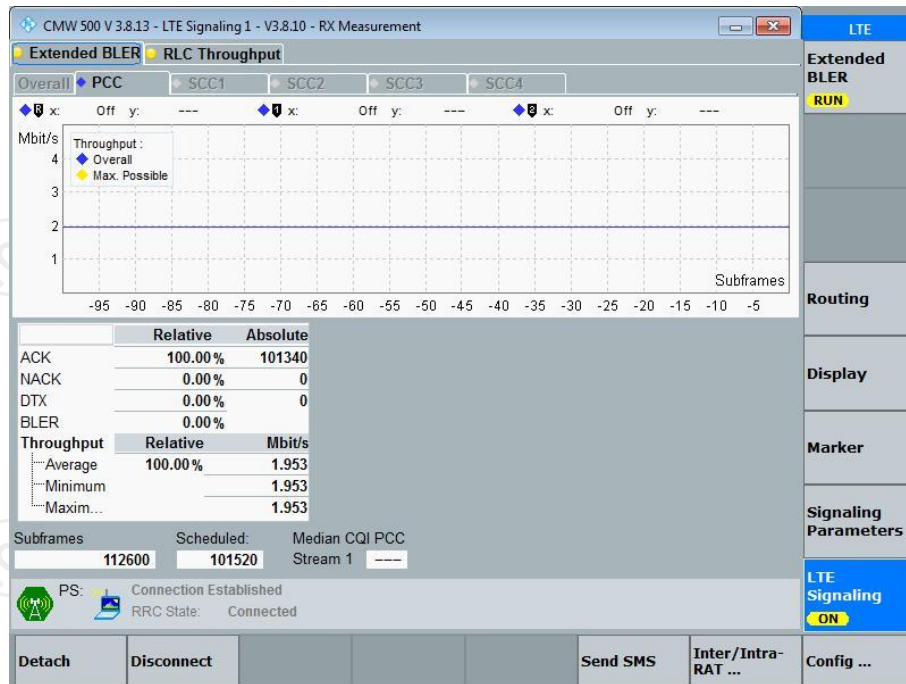 CMW 500 V 3.8.13 - LTE Signaling 1 - V3.8.10 - RX Measurement
LTE
Extended BLER RLC Throughput
Extended BLER
RUN
Overall PCC SCC1 SCC2 SCC3 SCC4
x: Off y: --- x: Off y: --- x: Off y: ---
Mbit/s
Throughput :
Overall
Max. Possible
4
3
2
1
Subframes
-95 -90 -85 -80 -75 -70 -65 -60 -55 -50 -45 -40 -35 -30 -25 -20 -15 -10 -5
Routing
Relative Absolute
ACK 100.00 % 101340
NACK 0.00 % 0
DTX 0.00 % 0
BLER 0.00 %
Display
Throughput Relative Mbit/s
Average 100.00 % 1.953
Minimum 1.953
Maxim... 1.953
Marker
Signaling Parameters
Subframes Scheduled: Median CQI PCC
112600 101520 Stream 1 ---
LTE Signaling
ON
PS: Connection Established
RRC State: Connected
Detach Disconnect Send SMS Inter/Intra-RAT ... Config ...